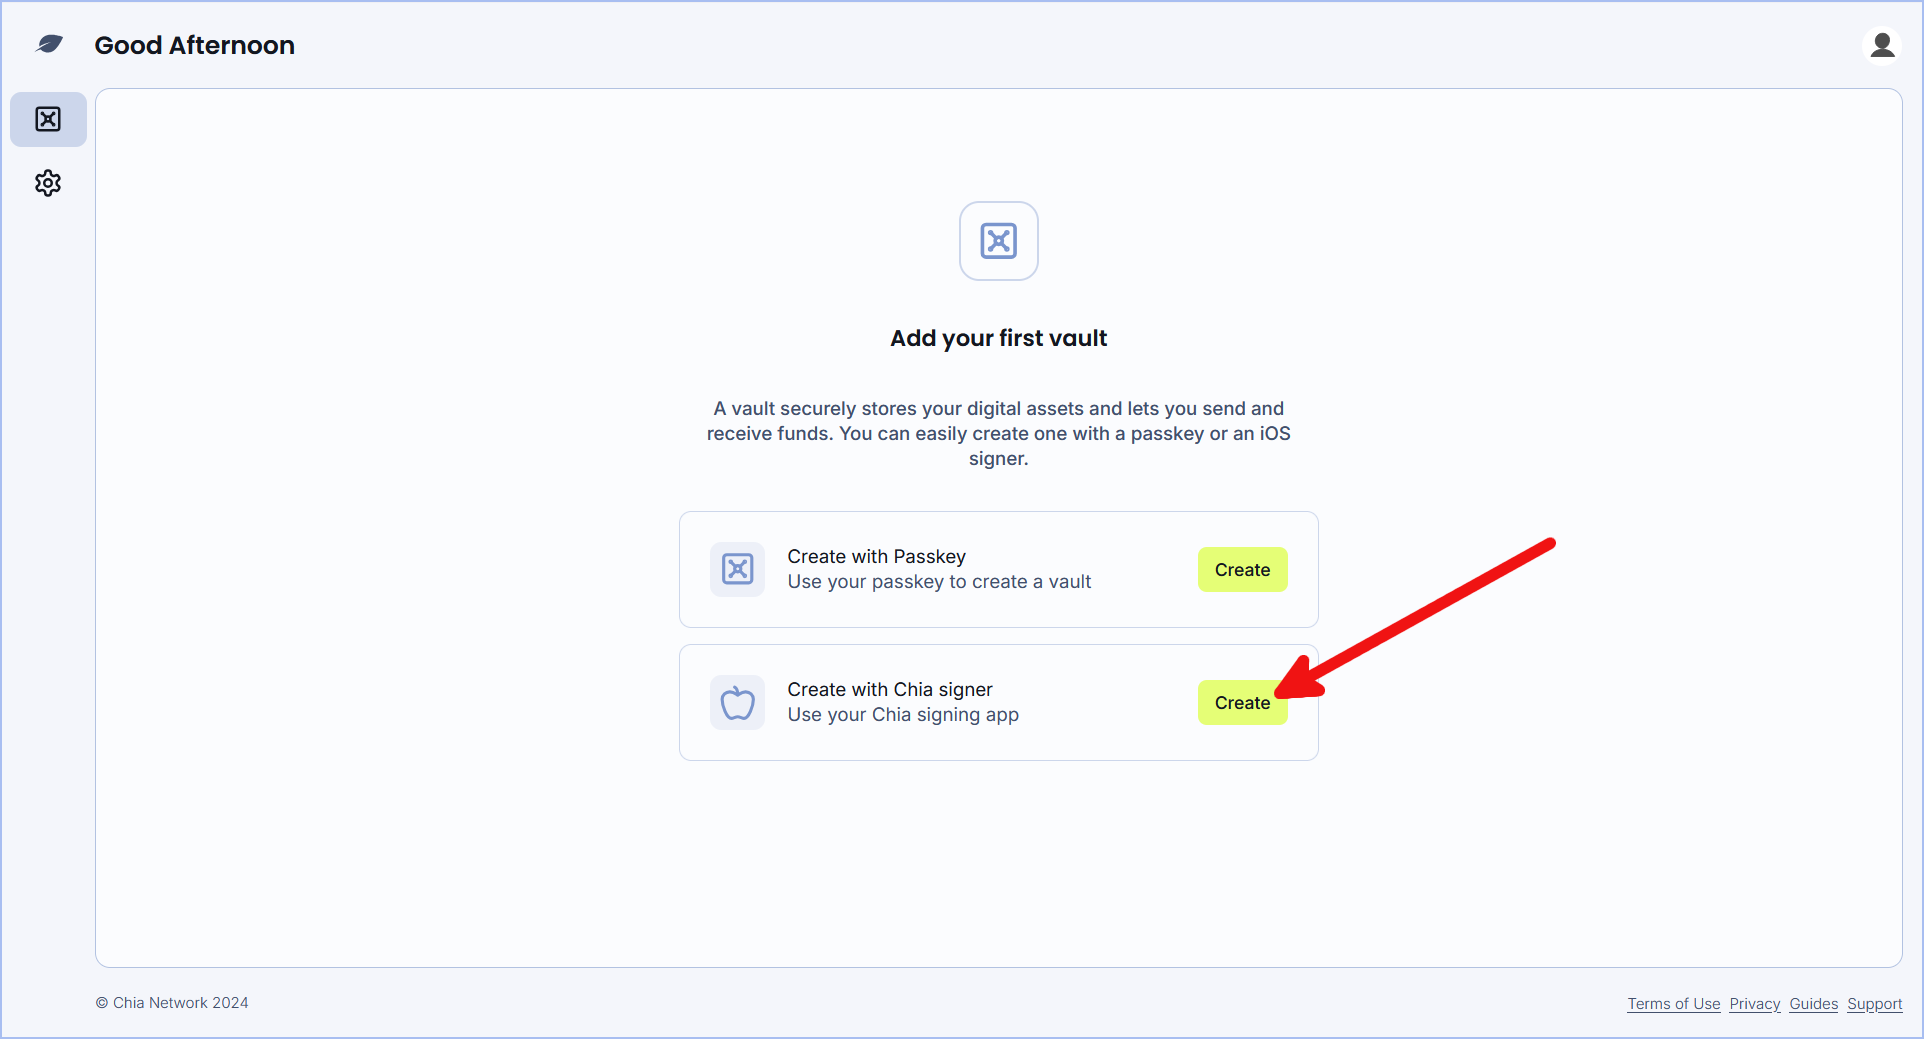 Good Afternoon
Add your first vault
A vault securely stores your digital assets and lets you send and
receive funds. You can easily create one with a passkey or an iOS
signer.
Create with Passkey
Use your passkey to create a vault
Create
Create with Chia signer
Use your Chia signing app
Create
© Chia Network 2024
Terms of Use Privacy Guides Support